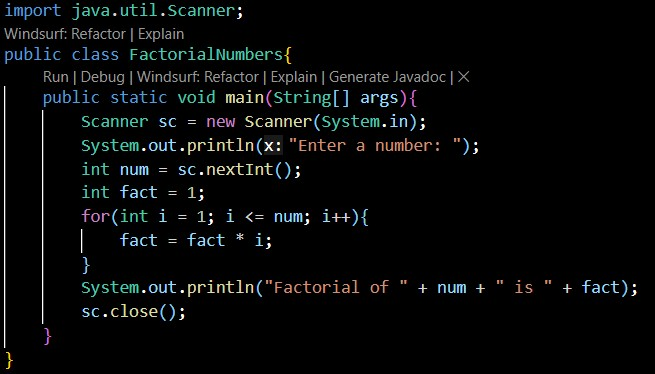 import java.util.Scanner;
Windsurf: Refactor | Explain
public class FactorialNumbers{
Run | Debug | Windsurf: Refactor | Explain | Generate Javadoc | ×
public static void main(String[] args){
Scanner sc = new Scanner(System.in);
System.out.println(x: "Enter a number: ");
int num = sc.nextInt();
int fact = 1;
for(int i = 1; i <= num; i++){
fact = fact * i;
}
System.out.println("Factorial of " + num + " is " + fact);
sc.close();
}
}